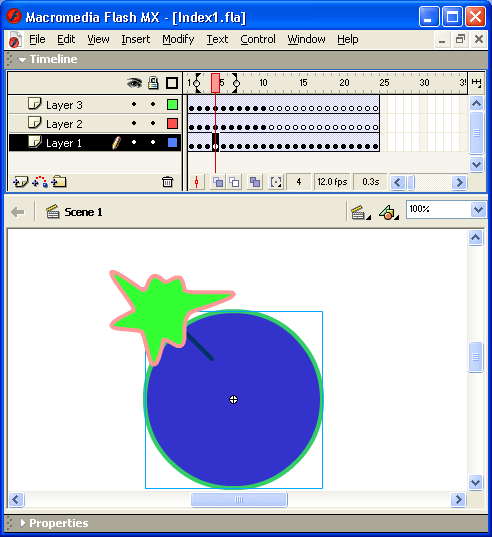 Macromedia Flash MX - [Index1.fla]
File Edit View Insert Modify Text Control Window Help
Timeline
1 5 10 15 20 25 30 35
Layer 3
Layer 2
Layer 1
4 12.0 fps 0.3s
Scene 1 100%
Properties